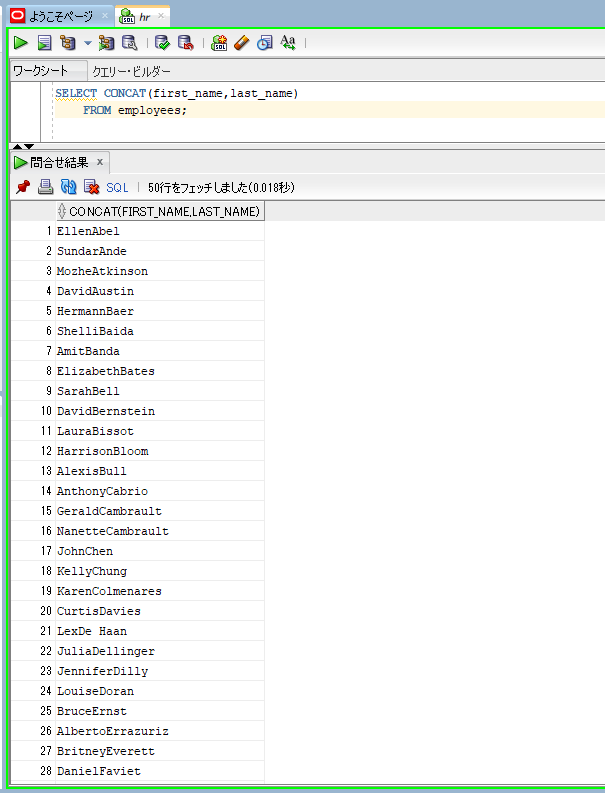 ようこそページ hr
ワークシート クエリー・ビルダー
SELECT CONCAT(first_name,last_name)
FROM employees;
問合せ結果 x
SQL | 50行をフェッチしました(0.018秒)
CONCAT(FIRST_NAME,LAST_NAME)
1 EllenAbel
2 SundarAnde
3 MozheAtkinson
4 DavidAustin
5 HermannBaer
6 ShelliBaida
7 AmitBanda
8 ElizabethBates
9 SarahBell
10 DavidBernstein
11 LauraBissot
12 HarrisonBloom
13 AlexisBull
14 AnthonyCabrio
15 GeraldCambrault
16 NanetteCambrault
17 JohnChen
18 KellyChung
19 KarenColmenares
20 CurtisDavies
21 LexDe Haan
22 JuliaDellinger
23 JenniferDilly
24 LouiseDoran
25 BruceErnst
26 AlbertoErrazuriz
27 BritneyEverett
28 DanielFaviet